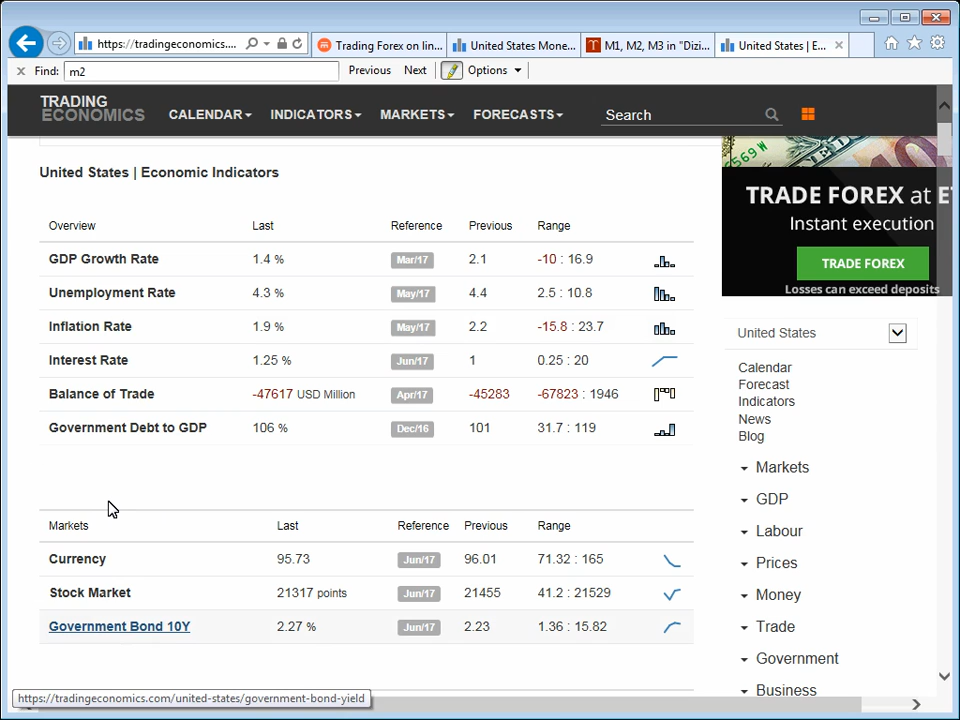 https://tradingeconomics....
Trading Forex on lin...
United States Mone...
M1, M2, M3 in "Dizi...
United States | E...
Find: m2
Previous
Next
Options
TRADING
ECONOMICS
CALENDAR
INDICATORS
MARKETS
FORECASTS
Search
United States | Economic Indicators
Overview Last Reference Previous Range
GDP Growth Rate 1.4 % Mar/17 2.1 -10 : 16.9
Unemployment Rate 4.3 % May/17 4.4 2.5 : 10.8
Inflation Rate 1.9 % May/17 2.2 -15.8 : 23.7
Interest Rate 1.25 % Jun/17 1 0.25 : 20
Balance of Trade -47617 USD Million Apr/17 -45283 -67823 : 1946
Government Debt to GDP 106 % Dec/16 101 31.7 : 119
Markets Last Reference Previous Range
Currency 95.73 Jun/17 96.01 71.32 : 165
Stock Market 21317 points Jun/17 21455 41.2 : 21529
Government Bond 10Y 2.27 % Jun/17 2.23 1.36 : 15.82
https://tradingeconomics.com/united-states/government-bond-yield
TRADE FOREX at E
Instant execution
TRADE FOREX
Losses can exceed deposits
United States
Calendar
Forecast
Indicators
News
Blog
Markets
GDP
Labour
Prices
Money
Trade
Government
Business